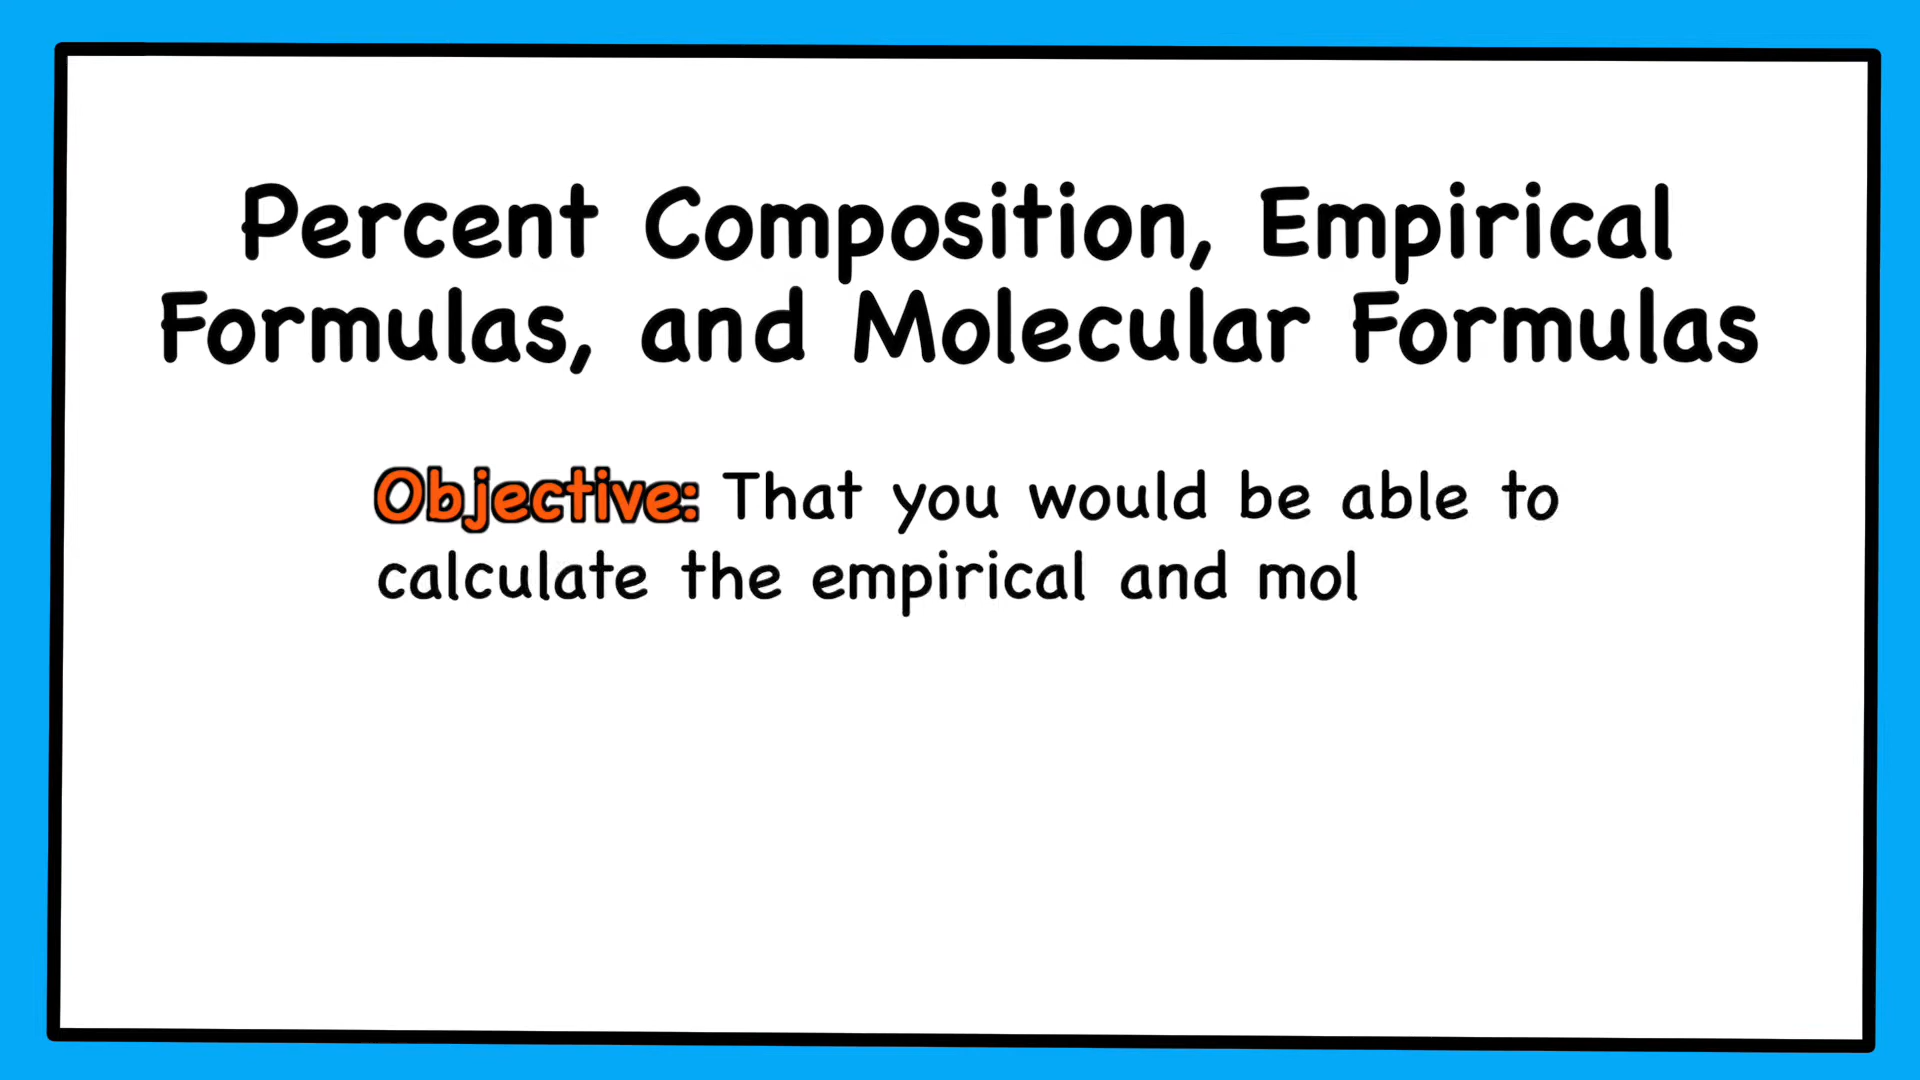 Percent Composition, Empirical
Formulas, and Molecular Formulas
Objective: That you would be able to
calculate the empirical and mol